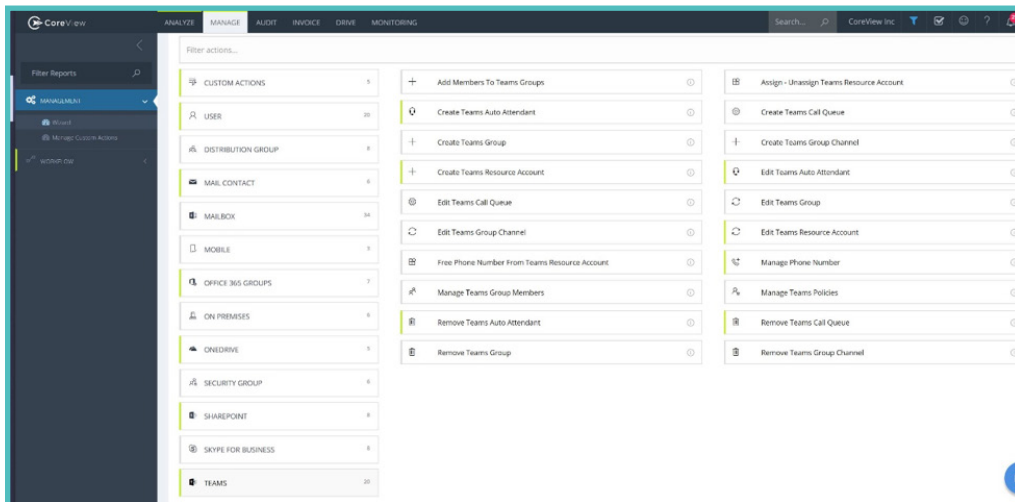 CoreView
ANALYZE MANAGE AUDIT INVOICE DRIVE MONITORING
Search... CoreView Inc
Filter Reports
MANAGEMENT
Wizard
Manage Custom Actions
WORKFLOW
Filter actions...
CUSTOM ACTIONS 5
USER
DISTRIBUTION GROUP 8
MAIL CONTACT 6
MAILBOX 34
MOBILE
OFFICE 365 GROUPS 7
ON PREMISES
ONEDRIVE 5
SECURITY GROUP 6
SHAREPOINT 8
SKYPE FOR BUSINESS 8
TEAMS 20
Add Members To Teams Groups
Assign - Unassign Teams Resource Account
Create Teams Auto Attendant
Create Teams Call Queue
Create Teams Group
Create Teams Group Channel
Create Teams Resource Account
Edit Teams Auto Attendant
Edit Teams Call Queue
Edit Teams Group
Edit Teams Group Channel
Edit Teams Resource Account
Free Phone Number From Teams Resource Account
Manage Phone Number
Manage Teams Group Members
Manage Teams Policies
Remove Teams Auto Attendant
Remove Teams Call Queue
Remove Teams Group
Remove Teams Group Channel